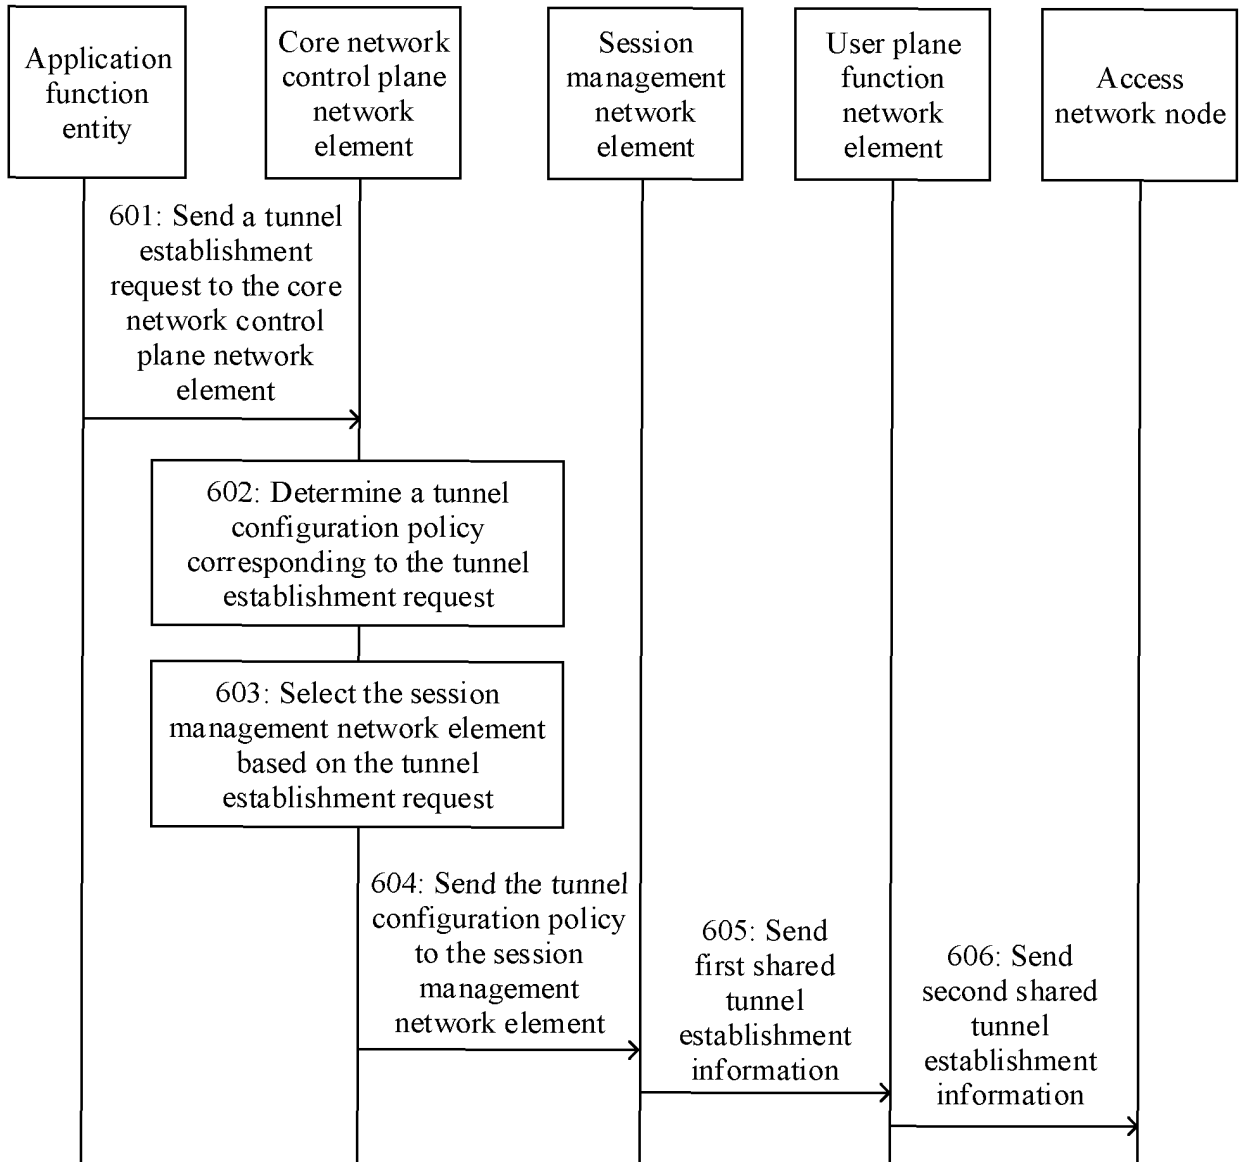 Application
function
entity
Core network
control plane
network
element
Session
management
network
element
User plane
function
network
element
Access
network node
601: Send a tunnel
establishment
request to the core
network control
plane network
element
602: Determine a tunnel
configuration policy
corresponding to the tunnel
establishment request
603: Select the session
management network element
based on the tunnel
establishment request
604: Send the tunnel
configuration policy
to the session
management
network element
605: Send
first shared
tunnel
establishment
information
606: Send
second shared
tunnel
establishment
information